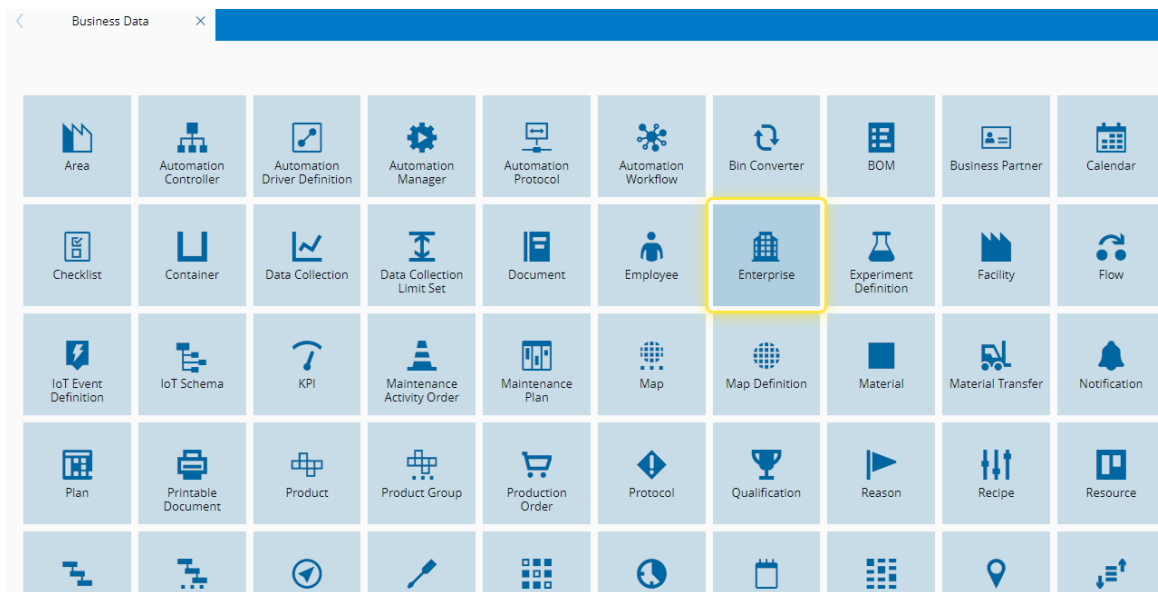 Business Data
Area
Automation
Controller
Automation
Driver Definition
Automation
Manager
Automation
Protocol
Automation
Workflow
Bin Converter
BOM
Business Partner
Calendar
Checklist
Container
Data Collection
Data Collection
Limit Set
Document
Employee
Enterprise
Experiment
Definition
Facility
Flow
IoT Event
Definition
IoT Schema
KPI
Maintenance
Activity Order
Maintenance
Plan
Map
Map Definition
Material
Material Transfer
Notification
Plan
Printable
Document
Product
Product Group
Production
Order
Protocol
Qualification
Reason
Recipe
Resource